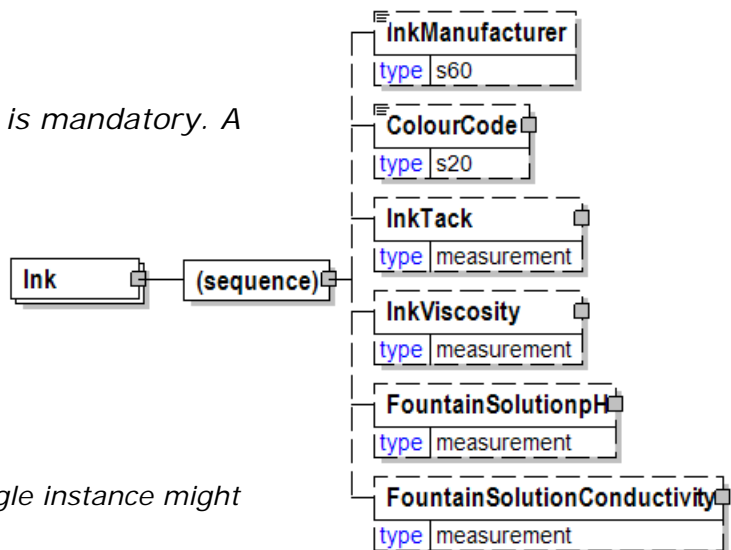 InkManufacturer
type s60
is mandatory. A
ColourCode
type s20
InkTack
type measurement
Ink
(sequence)
InkViscosity
type measurement
FountainSolutionpH
type measurement
gle instance might
FountainSolutionConductivity
type measurement